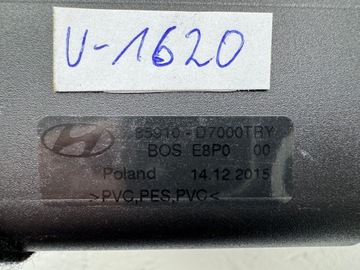 V-1620
85910-D7000TRY
BOS E8P0 00
Poland 14.12.2015
>PVC,PES,PVC<